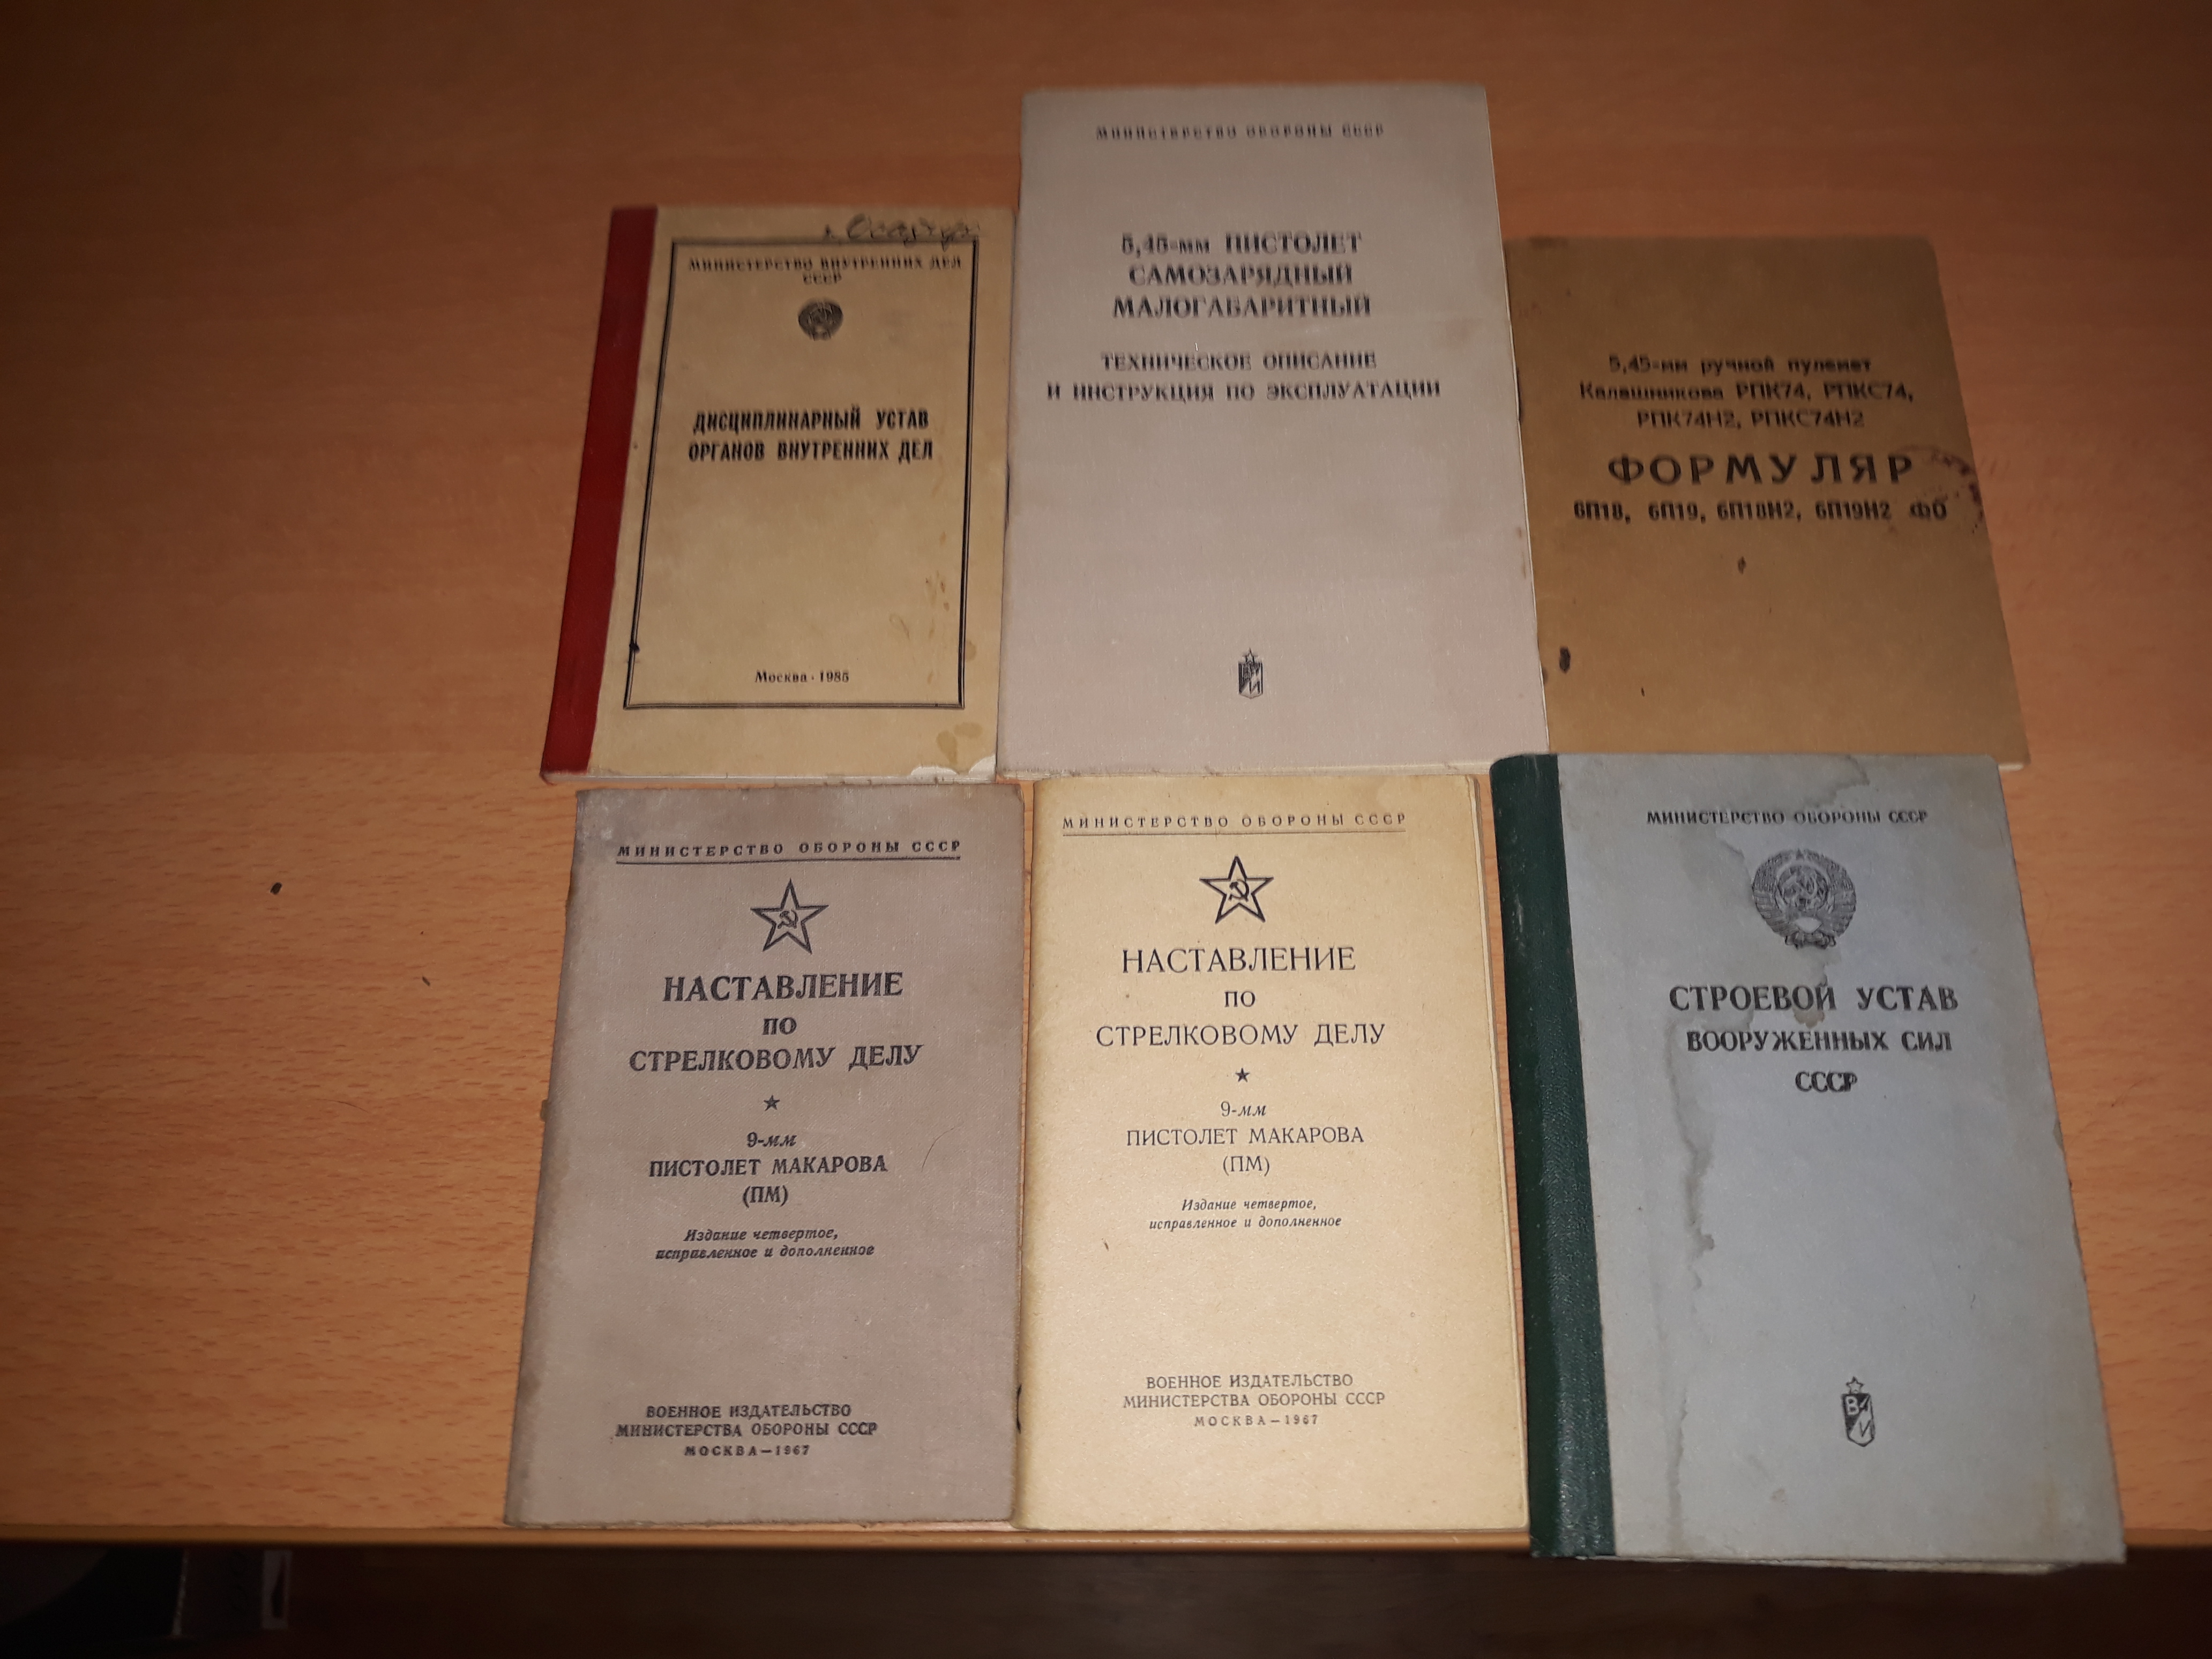 МИНИСТЕРСТВО ВНУТРЕННИХ ДЕЛ
СССР
ДИСЦИПЛИНАРНЫЙ УСТАВ
ОРГАНОВ ВНУТРЕННИХ ДЕЛ
Москва · 1985
МИНИСТЕРСТВО ОБОРОНЫ СССР
5,45-мм ПИСТОЛЕТ
САМОЗАРЯДНЫЙ
МАЛОГАБАРИТНЫЙ
ТЕХНИЧЕСКОЕ ОПИСАНИЕ
И ИНСТРУКЦИЯ ПО ЭКСПЛУАТАЦИИ
ВИ
5,45-мм ручной пулемет
Калашникова РПК74, РПКС74,
РПК74Н2, РПКС74Н2
ФОРМУЛЯР
6П18, 6П19, 6П18Н2, 6П19Н2 ФО
МИНИСТЕРСТВО ОБОРОНЫ СССР
НАСТАВЛЕНИЕ
ПО
СТРЕЛКОВОМУ ДЕЛУ
9-мм
ПИСТОЛЕТ МАКАРОВА
(ПМ)
Издание четвертое,
исправленное и дополненное
ВОЕННОЕ ИЗДАТЕЛЬСТВО
МИНИСТЕРСТВА ОБОРОНЫ СССР
МОСКВА — 1967
МИНИСТЕРСТВО ОБОРОНЫ СССР
НАСТАВЛЕНИЕ
ПО
СТРЕЛКОВОМУ ДЕЛУ
9-мм
ПИСТОЛЕТ МАКАРОВА
(ПМ)
Издание четвертое,
исправленное и дополненное
ВОЕННОЕ ИЗДАТЕЛЬСТВО
МИНИСТЕРСТВА ОБОРОНЫ СССР
МОСКВА — 1967
МИНИСТЕРСТВО ОБОРОНЫ СССР
СТРОЕВОЙ УСТАВ
ВООРУЖЕННЫХ СИЛ
СССР
ВИ